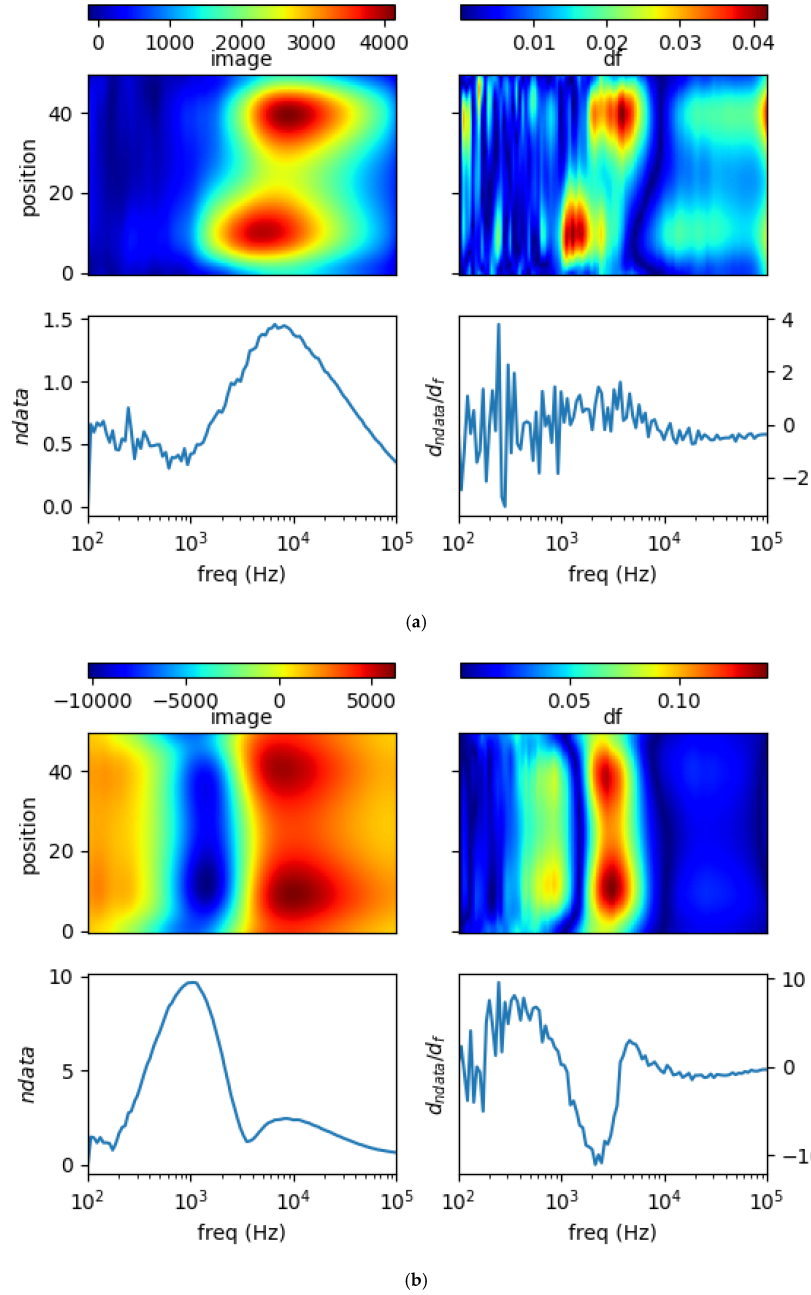 0 1000 2000 3000 4000 0.01 0.02 0.03 0.04
image df
40
20
0
position
1.5
1.0
0.5
0.0
ndata
4
2
0
−2
d_ndata/d_f
10² 10³ 10⁴ 10⁵ 10² 10³ 10⁴ 10⁵
freq (Hz) freq (Hz)
(a)
−10000 −5000 0 5000 0.05 0.10
image df
40
20
0
position
10
5
0
ndata
10
0
d_ndata/d_f
10² 10³ 10⁴ 10⁵ 10² 10³ 10⁴ 10⁵
freq (Hz) freq (Hz)
(b)